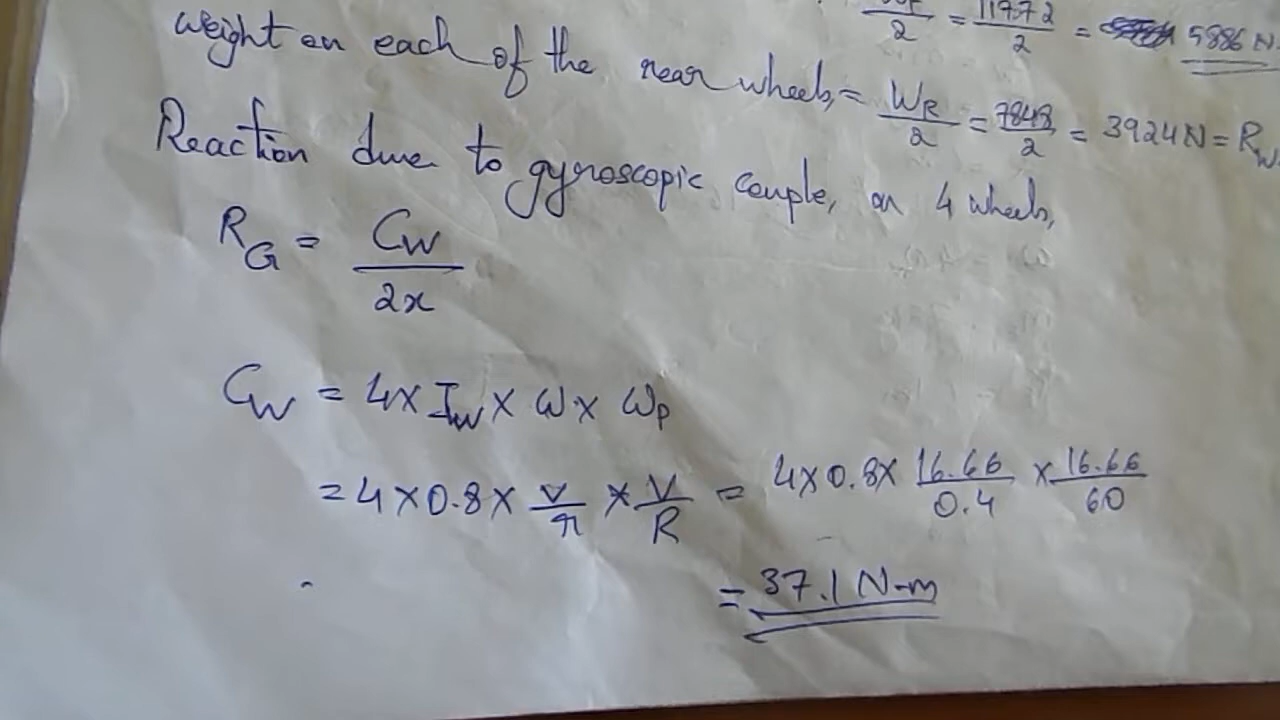 /2 = 11772/2 = 5886 N
weight on each of the rear wheels, = W_R/2 = 7848/2 = 3924 N = R_W
Reaction due to gyroscopic couple, on 4 wheels,
R_G = C_W/2x
C_W = 4 × I_W × ω × ω_P
= 4 × 0.8 × v/r × v/R = 4 × 0.8 × 16.66/0.4 × 16.66/60
= 37.1 N-m